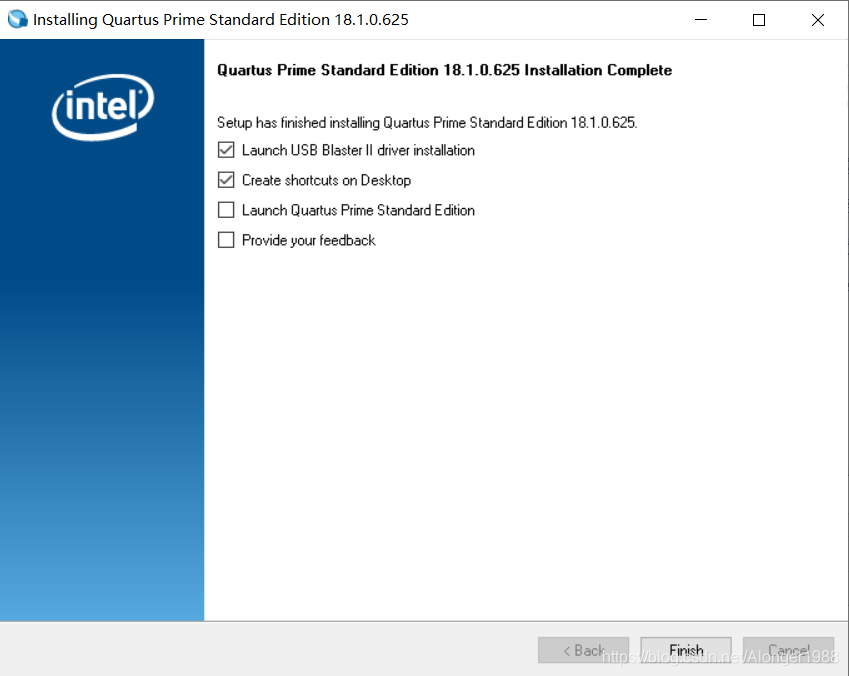 Installing Quartus Prime Standard Edition 18.1.0.625
intel
Quartus Prime Standard Edition 18.1.0.625 Installation Complete
Setup has finished installing Quartus Prime Standard Edition 18.1.0.625.
Launch USB Blaster II driver installation
Create shortcuts on Desktop
Launch Quartus Prime Standard Edition
Provide your feedback
< Back
Finish
Cancel
https://blog.csdn.net/Alonger1988